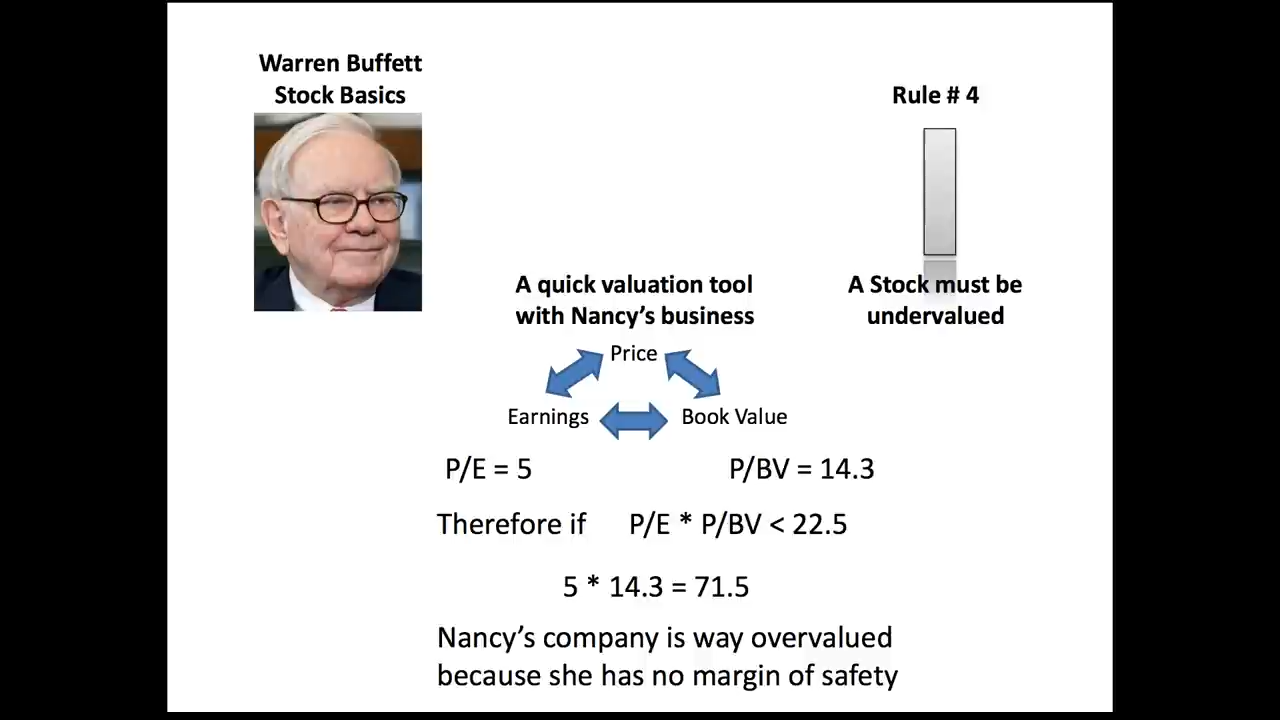 Warren Buffett
Stock Basics
Rule # 4
A quick valuation tool
with Nancy's business
A Stock must be
undervalued
Price
Earnings
Book Value
P/E = 5
P/BV = 14.3
Therefore if P/E * P/BV < 22.5
5 * 14.3 = 71.5
Nancy's company is way overvalued
because she has no margin of safety